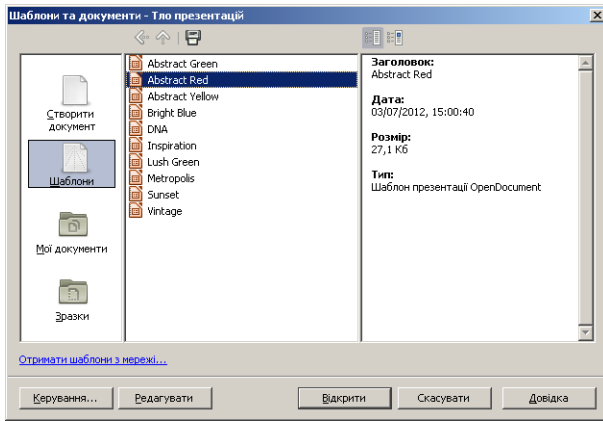 Шаблони та документи - Тло презентацій
Створити документ
Шаблони
Мої документи
Зразки
Abstract Green
Abstract Red
Abstract Yellow
Bright Blue
DNA
Inspiration
Lush Green
Metropolis
Sunset
Vintage
Заголовок:
Abstract Red
Дата:
03/07/2012, 15:00:40
Розмір:
27,1 Кб
Тип:
Шаблон презентації OpenDocument
Отримати шаблони з мережі...
Керування...
Редагувати
Відкрити
Скасувати
Довідка